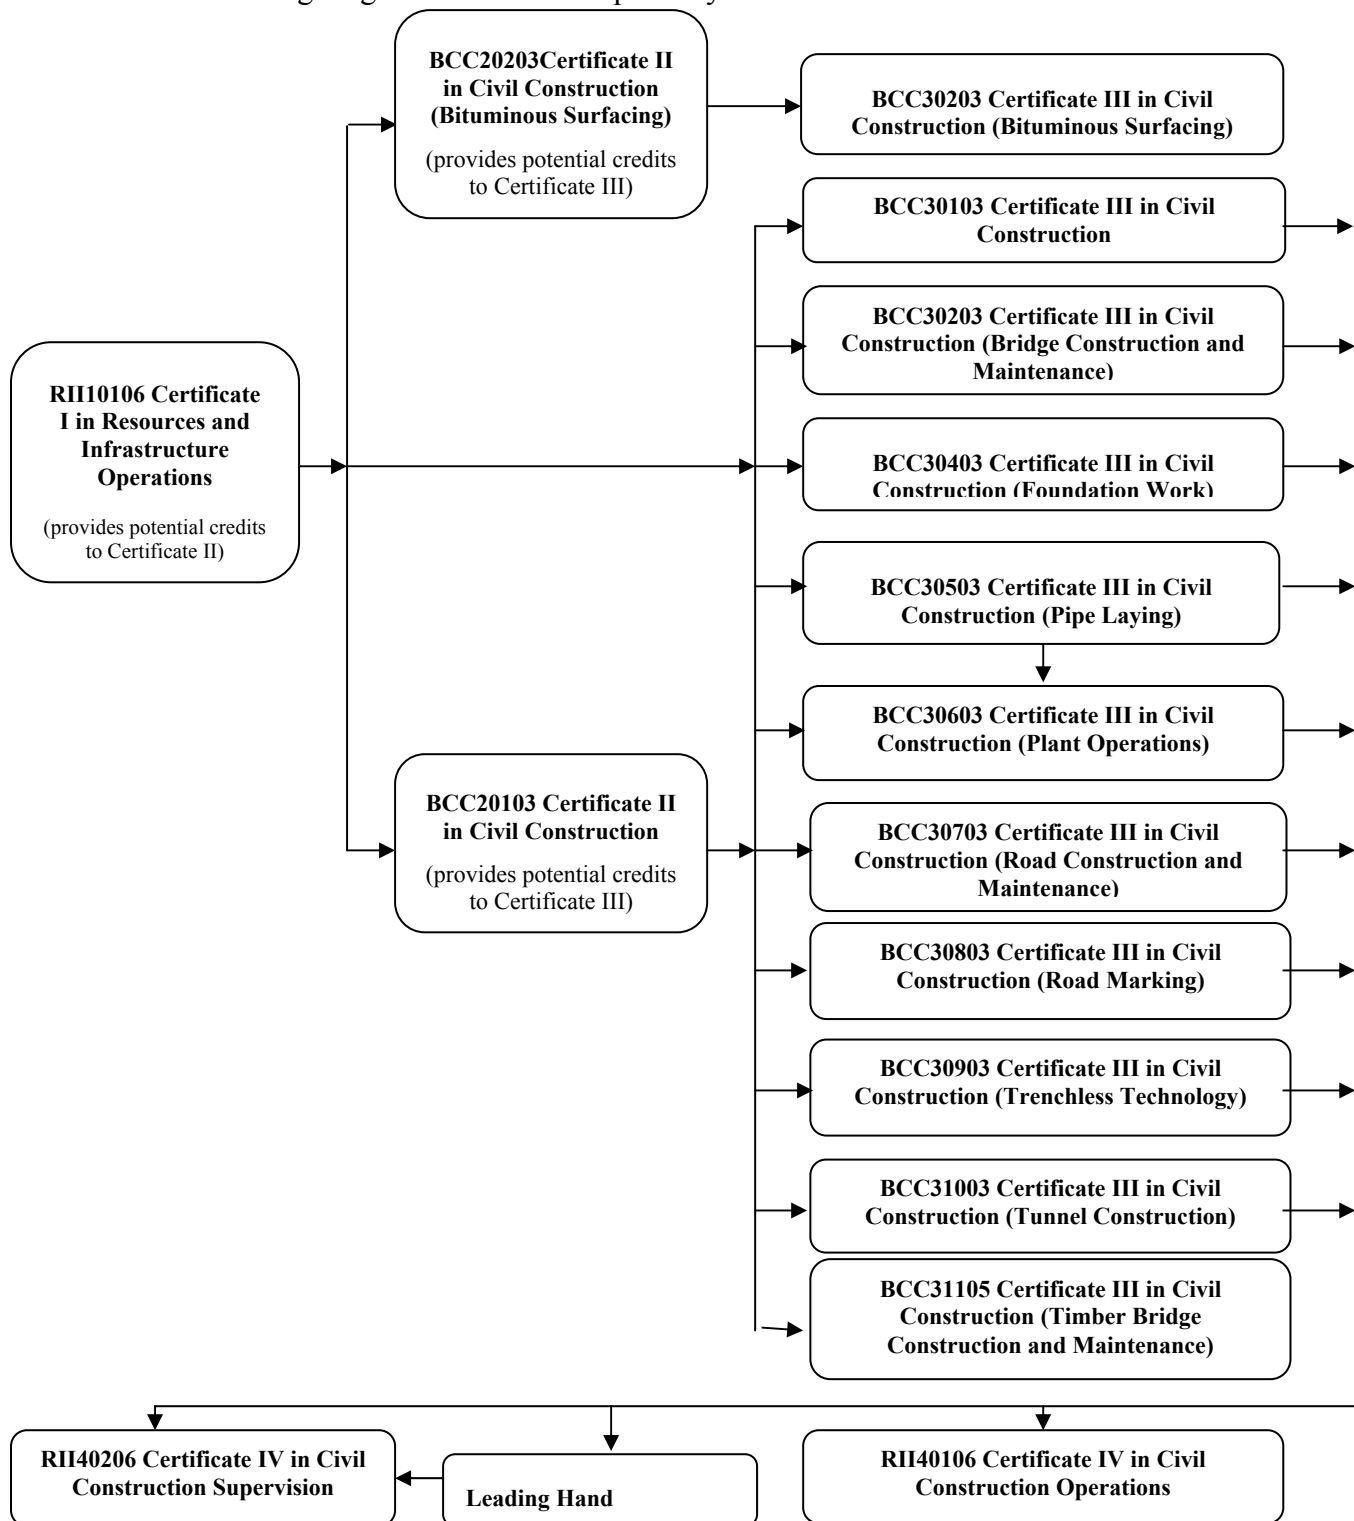 BCC20203Certificate II
in Civil Construction
(Bituminous Surfacing)
(provides potential credits
to Certificate III)
BCC30203 Certificate III in Civil
Construction (Bituminous Surfacing)
BCC30103 Certificate III in Civil
Construction
BCC30203 Certificate III in Civil
Construction (Bridge Construction and
Maintenance)
RII10106 Certificate
I in Resources and
Infrastructure
Operations
(provides potential credits
to Certificate II)
BCC30403 Certificate III in Civil
Construction (Foundation Work)
BCC30503 Certificate III in Civil
Construction (Pipe Laying)
BCC30603 Certificate III in Civil
Construction (Plant Operations)
BCC20103 Certificate II
in Civil Construction
(provides potential credits
to Certificate III)
BCC30703 Certificate III in Civil
Construction (Road Construction and
Maintenance)
BCC30803 Certificate III in Civil
Construction (Road Marking)
BCC30903 Certificate III in Civil
Construction (Trenchless Technology)
BCC31003 Certificate III in Civil
Construction (Tunnel Construction)
BCC31105 Certificate III in Civil
Construction (Timber Bridge
Construction and Maintenance)
RII40206 Certificate IV in Civil
Construction Supervision
Leading Hand
RII40106 Certificate IV in Civil
Construction Operations